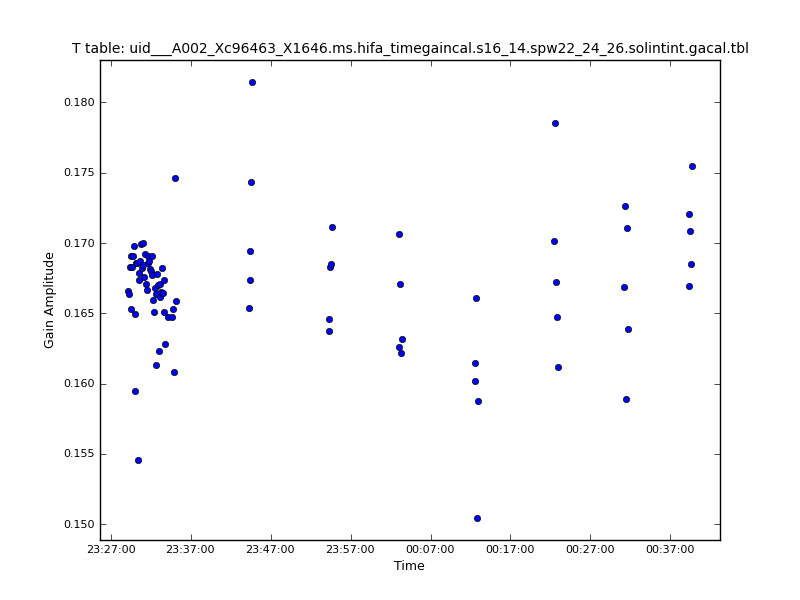 T table: uid___A002_Xc96463_X1646.ms.hifa_timegaincal.s16_14.spw22_24_26.solintint.gacal.tbl
0.180
0.175
0.170
0.165
0.160
0.155
0.150
Gain Amplitude
23:27:00 23:37:00 23:47:00 23:57:00 00:07:00 00:17:00 00:27:00 00:37:00
Time